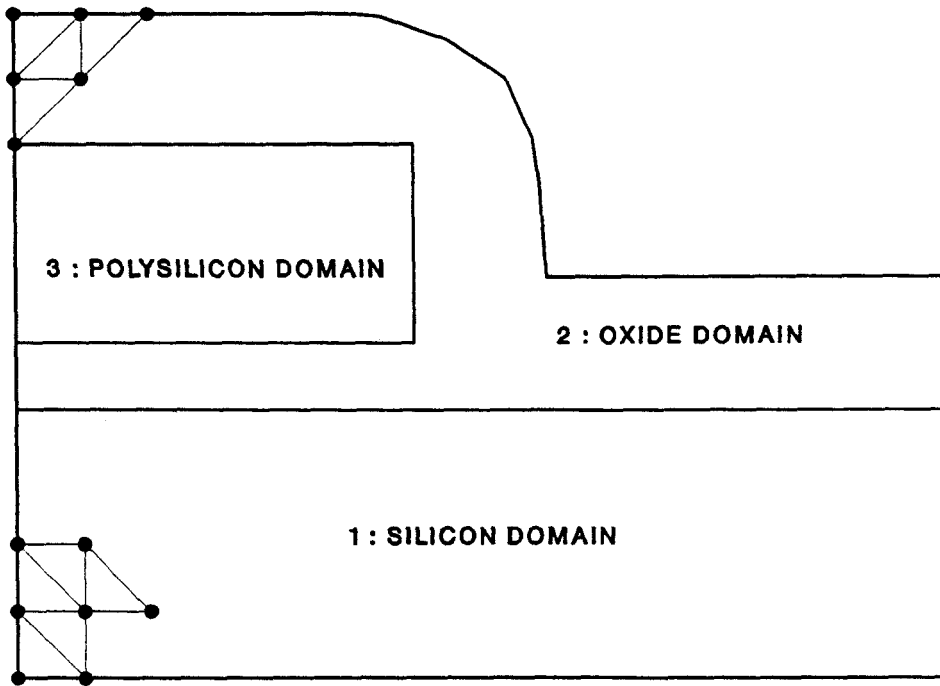 3 : POLYSILICON DOMAIN
2 : OXIDE DOMAIN
1 : SILICON DOMAIN